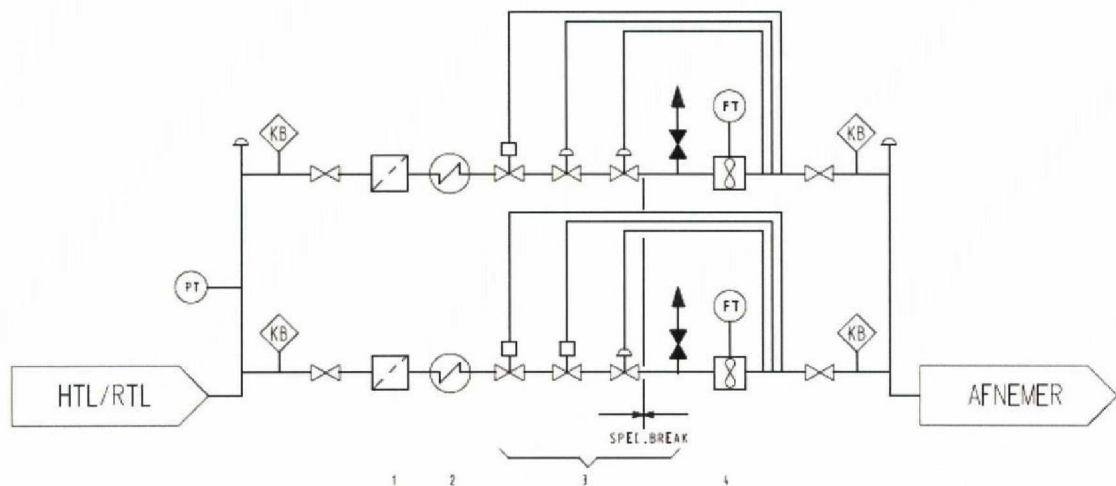 KB
KB
FT
PT
KB
KB
FT
HTL/RTL
AFNEMER
SPEC.BREAK
1 2 3 4